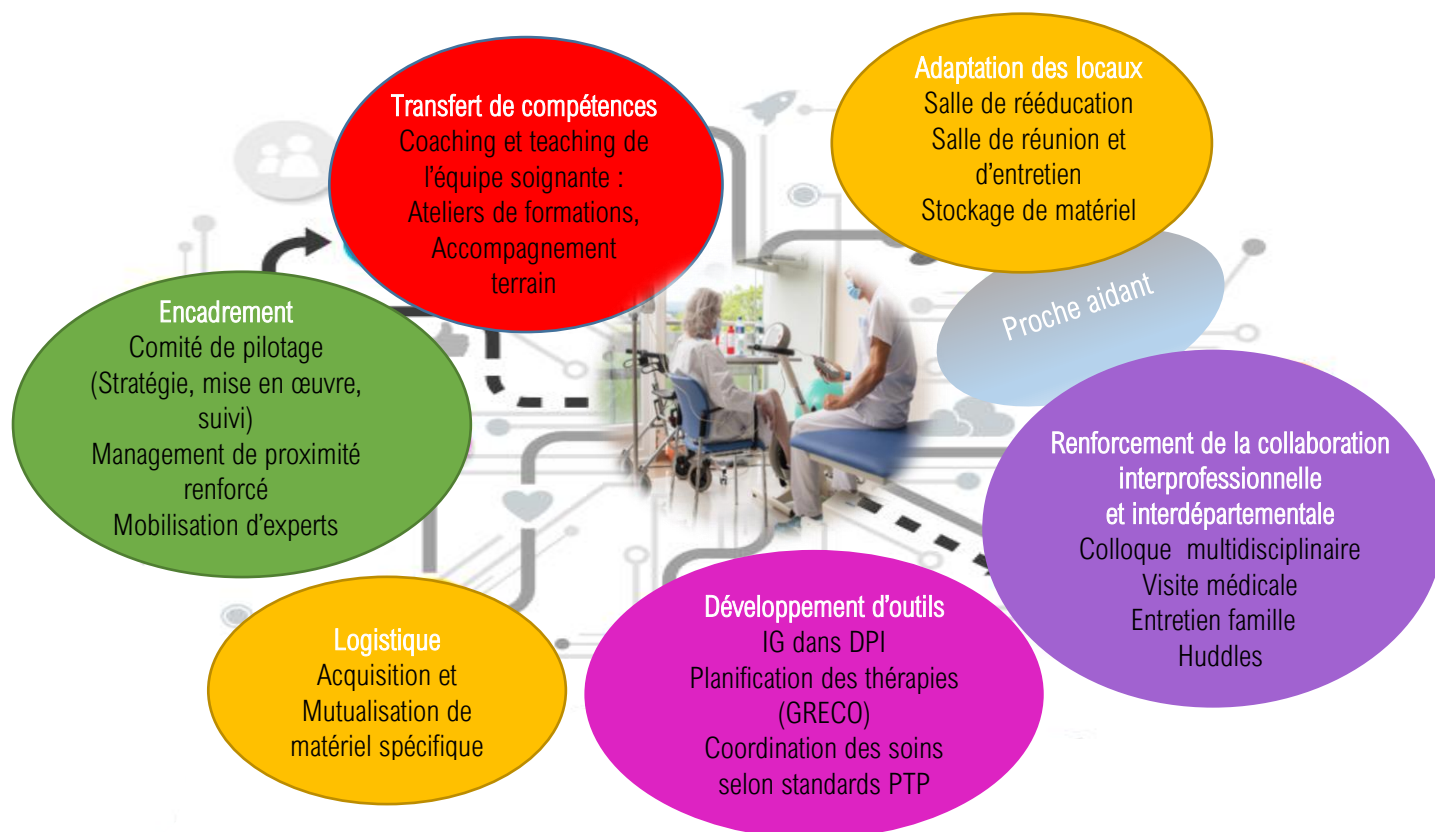 Transfert de compétences
Coaching et teaching de
l'équipe soignante :
Ateliers de formations,
Accompagnement
terrain
Adaptation des locaux
Salle de rééducation
Salle de réunion et
d'entretien
Stockage de matériel
Proche aidant
Encadrement
Comité de pilotage
(Stratégie, mise en œuvre,
suivi)
Management de proximité
renforcé
Mobilisation d'experts
Renforcement de la collaboration
interprofessionnelle
et interdépartementale
Colloque  multidisciplinaire
Visite médicale
Entretien famille
Huddles
Logistique
Acquisition et
Mutualisation de
matériel spécifique
Développement d'outils
IG dans DPI
Planification des thérapies
(GRECO)
Coordination des soins
selon standards PTP